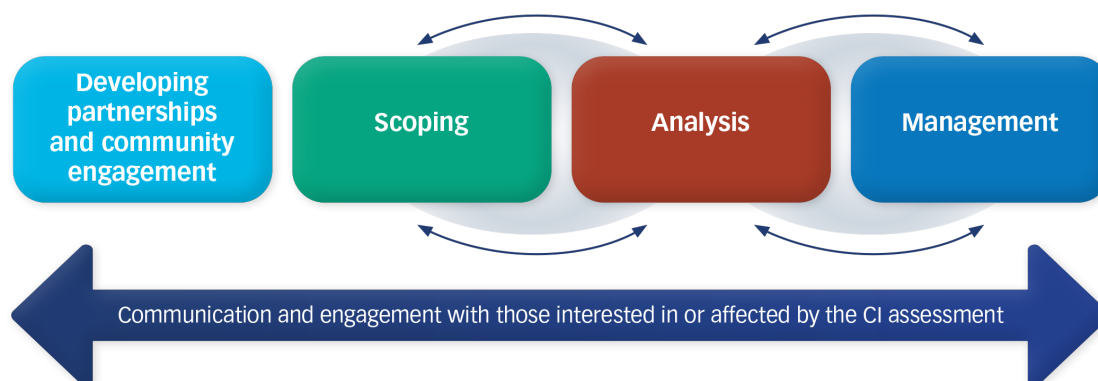 Developing
partnerships
and community
engagement
Scoping
Analysis
Management
Communication and engagement with those interested in or affected by the CI assessment